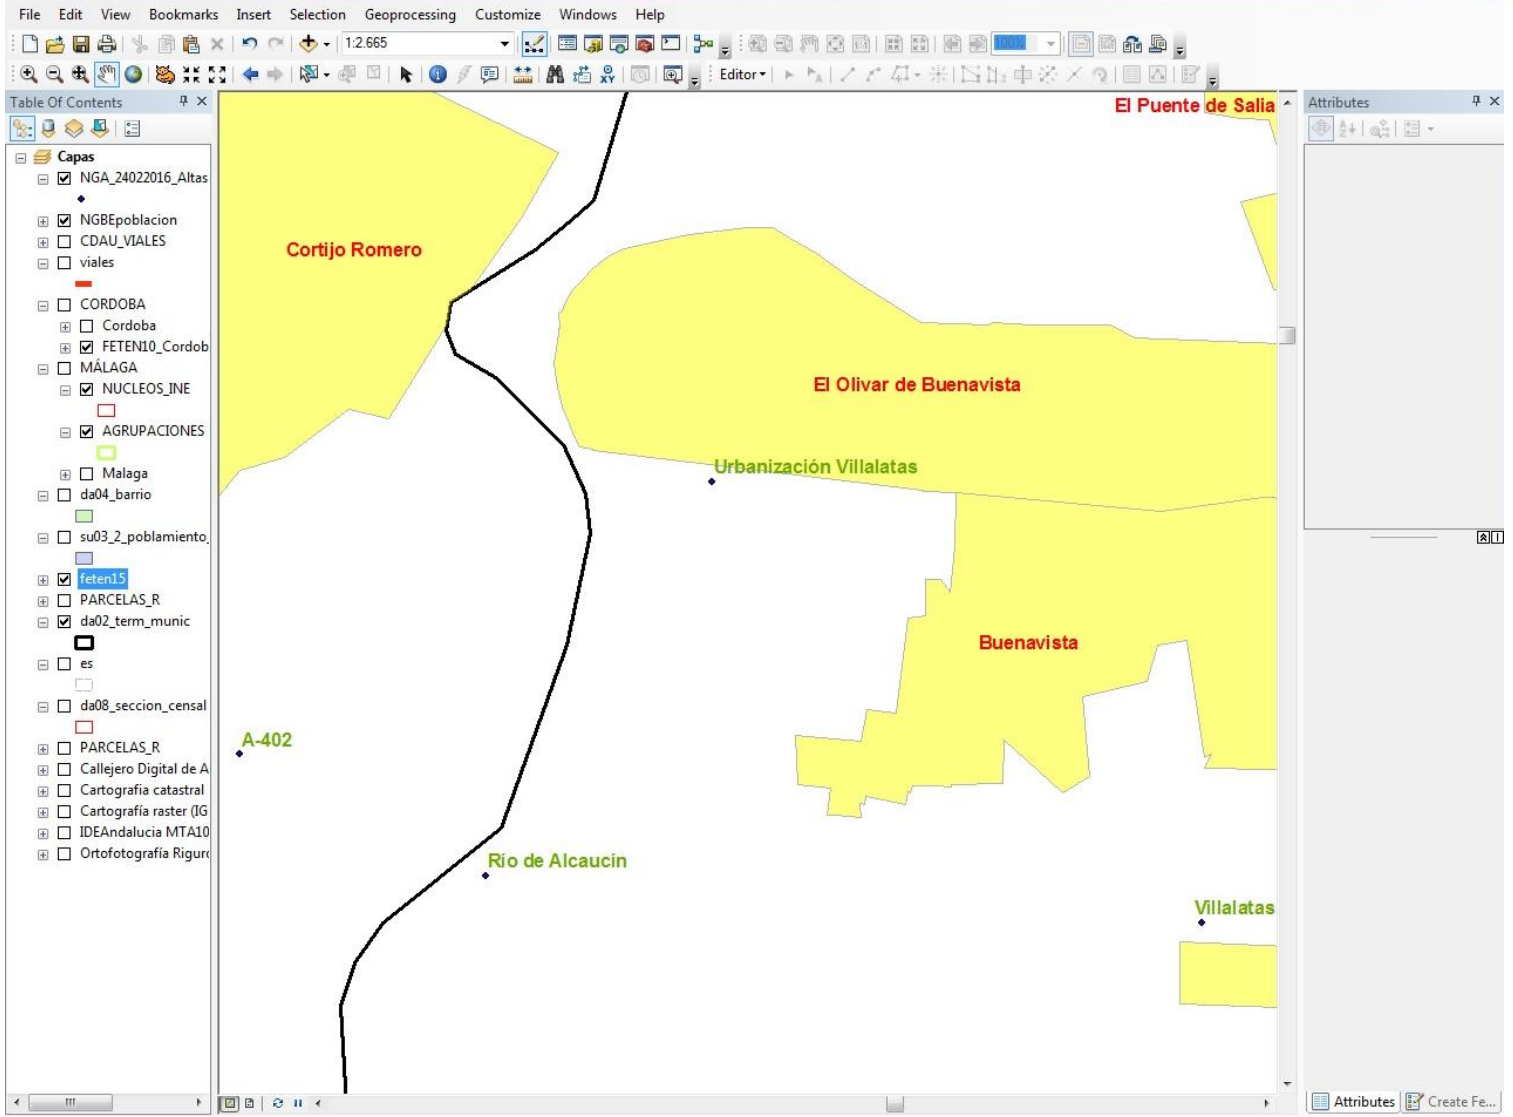 File Edit View Bookmarks Insert Selection Geoprocessing Customize Windows Help
1:2.665
100%
Editor
Table Of Contents
Capas
NGA_24022016_Altas
NGBEpoblacion
CDAU_VIALES
viales
CORDOBA
Cordoba
FETEN10_Cordob
MÁLAGA
NUCLEOS_INE
AGRUPACIONES
Malaga
da04_barrio
su03_2_poblamiento_
feten15
PARCELAS_R
da02_term_munic
es
da08_seccion_censal
PARCELAS_R
Callejero Digital de A
Cartografia catastral
Cartografía raster (IG
IDEAndalucia MTA10
Ortofotografía Riguro
El Puente de Salia
Cortijo Romero
El Olivar de Buenavista
Urbanización Villalatas
Buenavista
A-402
Río de Alcaucín
Villalatas
Attributes
Attributes Create Fe...